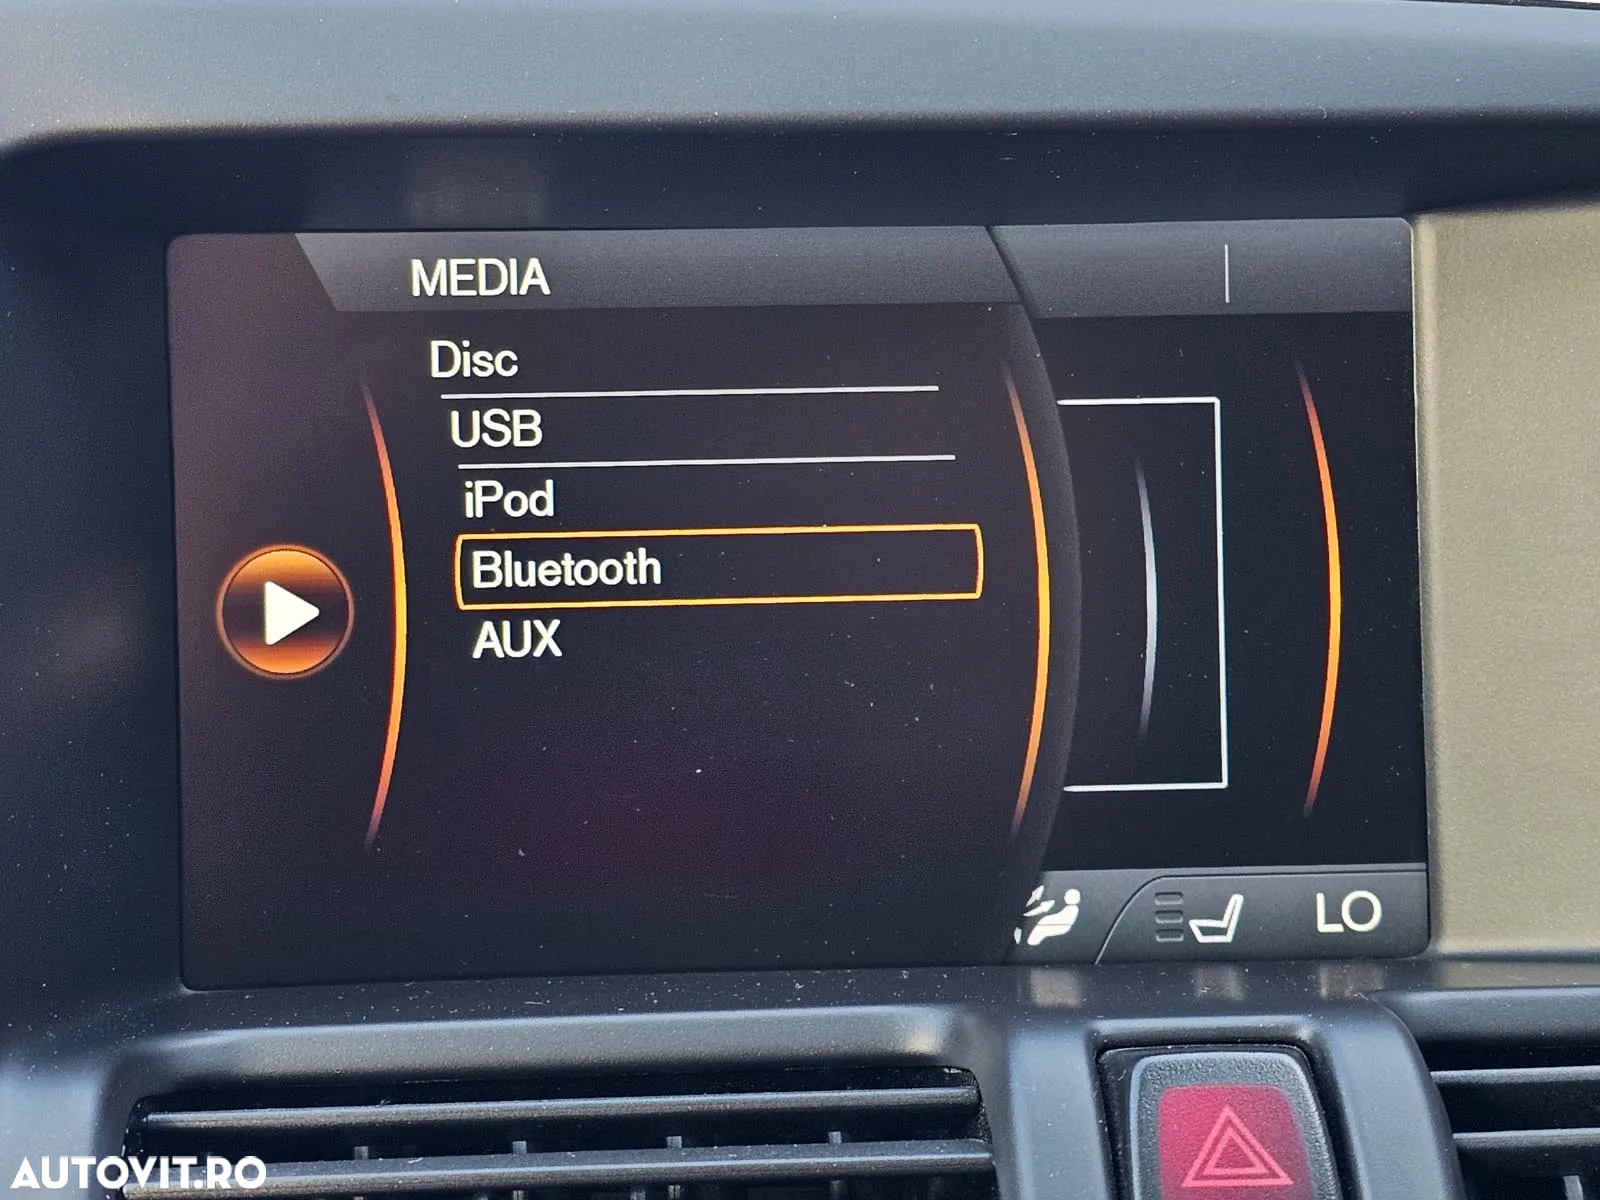 MEDIA
Disc
USB
iPod
Bluetooth
AUX
LO
AUTOVIT.RO